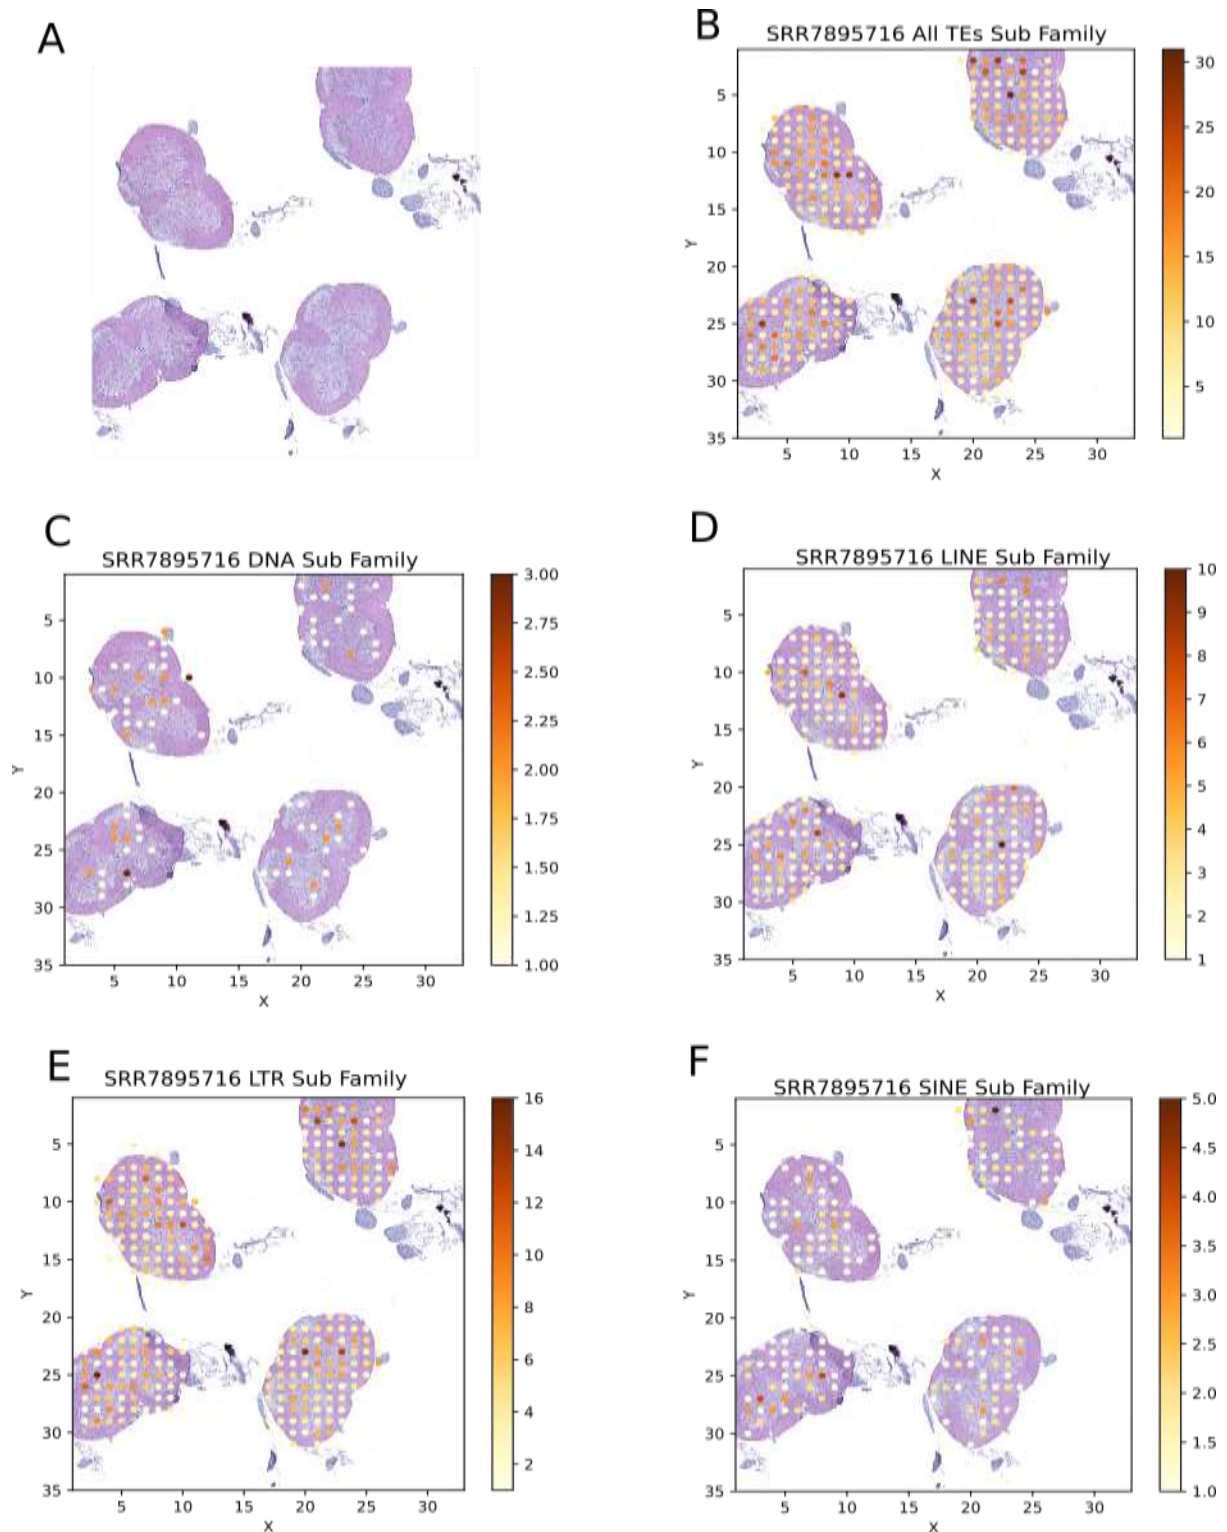 A
B
SRR7895716 All TEs Sub Family
5
10
15
20
25
30
35
Y
5 10 15 20 25 30
X
30
25
20
15
10
5
C
SRR7895716 DNA Sub Family
5
10
15
20
25
30
35
Y
5 10 15 20 25 30
X
3.00
2.75
2.50
2.25
2.00
1.75
1.50
1.25
1.00
D
SRR7895716 LINE Sub Family
5
10
15
20
25
30
35
Y
5 10 15 20 25 30
X
10
9
8
7
6
5
4
3
2
1
E
SRR7895716 LTR Sub Family
5
10
15
20
25
30
35
Y
5 10 15 20 25 30
X
16
14
12
10
8
6
4
2
F
SRR7895716 SINE Sub Family
5
10
15
20
25
30
35
Y
5 10 15 20 25 30
X
5.0
4.5
4.0
3.5
3.0
2.5
2.0
1.5
1.0